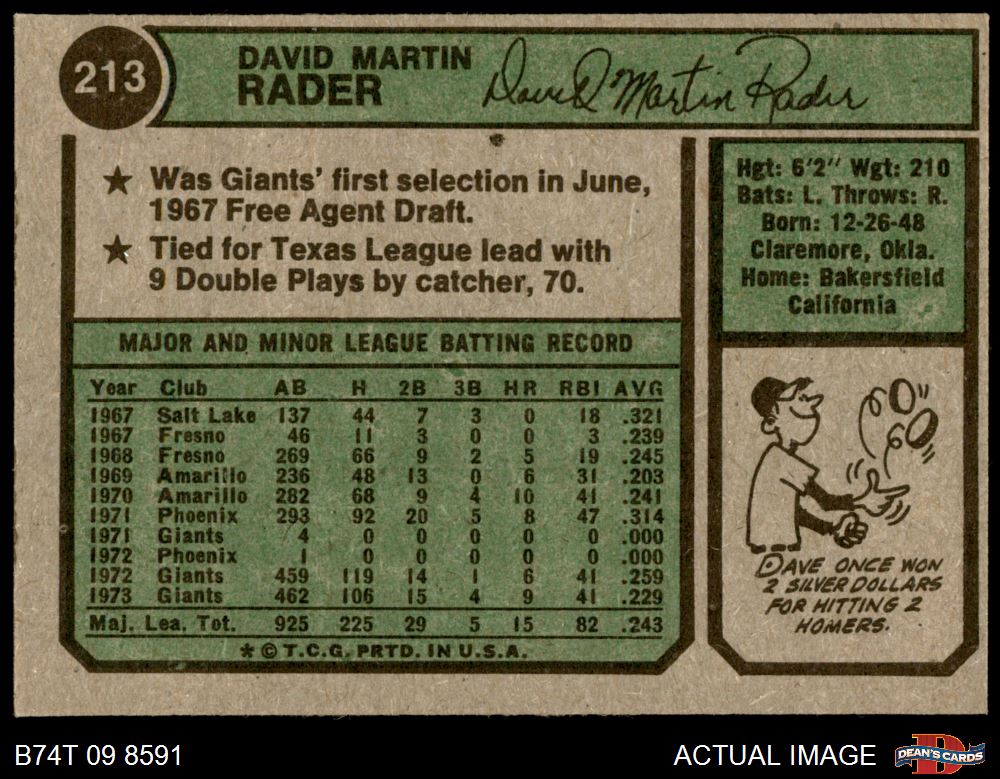 213
DAVID MARTIN
RADER
David Martin Rader
★ Was Giants' first selection in June,
1967 Free Agent Draft.
★ Tied for Texas League lead with
9 Double Plays by catcher, 70.
Hgt: 6'2" Wgt: 210
Bats: L. Throws: R.
Born: 12-26-48
Claremore, Okla.
Home: Bakersfield
California
MAJOR AND MINOR LEAGUE BATTING RECORD
Year Club AB H 2B 3B HR RBI AVG
1967 Salt Lake 137 44 7 3 0 18 .321
1967 Fresno 46 11 3 0 0 3 .239
1968 Fresno 269 66 9 2 5 19 .245
1969 Amarillo 236 48 13 0 6 31 .203
1970 Amarillo 282 68 9 4 10 41 .241
1971 Phoenix 293 92 20 5 8 47 .314
1971 Giants 4 0 0 0 0 0 .000
1972 Phoenix 1 0 0 0 0 0 .000
1972 Giants 459 119 14 1 6 41 .259
1973 Giants 462 106 15 4 9 41 .229
Maj. Lea. Tot. 925 225 29 5 15 82 .243
* © T.C.G. PRTD. IN U.S.A.
DAVE ONCE WON
2 SILVER DOLLARS
FOR HITTING 2
HOMERS.
B74T 09 8591
ACTUAL IMAGE
D
DEAN'S CARDS